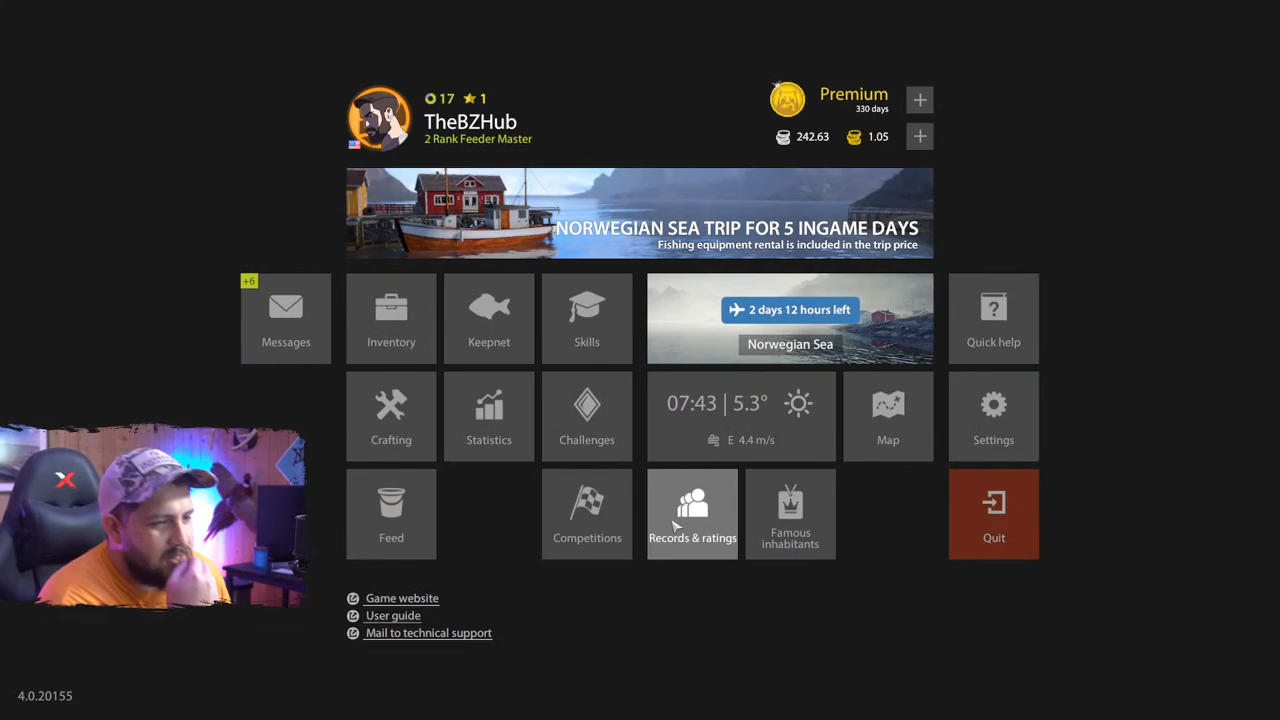 17 1
TheBZHub
2 Rank Feeder Master
Premium
330 days
242.63 1.05
NORWEGIAN SEA TRIP FOR 5 INGAME DAYS
Fishing equipment rental is included in the trip price
+6
Messages
Inventory
Keepnet
Skills
2 days 12 hours left
Norwegian Sea
Quick help
Crafting
Statistics
Challenges
07:43 | 5.3°
E 4.4 m/s
Map
Settings
Feed
Competitions
Records & ratings
Famous
inhabitants
Quit
Game website
User guide
Mail to technical support
4.0.20155